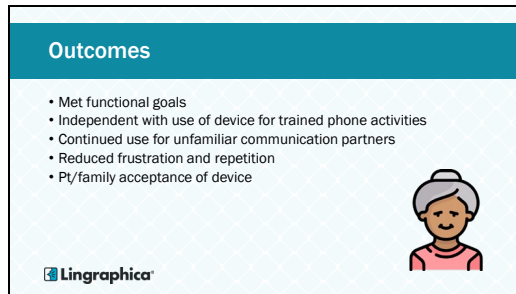 Outcomes
• Met functional goals
• Independent with use of device for trained phone activities
• Continued use for unfamiliar communication partners
• Reduced frustration and repetition
• Pt/family acceptance of device
Lingraphica®